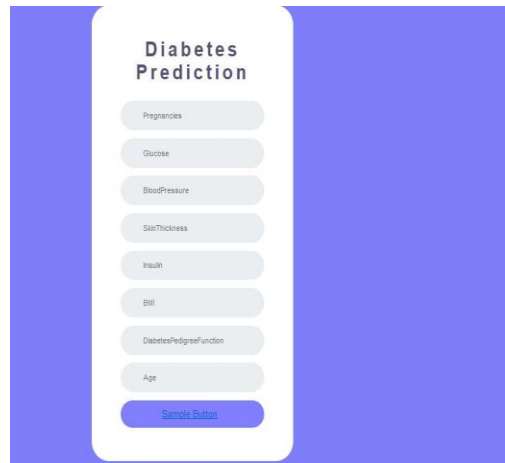 Diabetes
Prediction
Pregnancies
Glucose
BloodPressure
SkinThickness
Insulin
BMI
DiabetesPedigreeFunction
Age
Sample Button